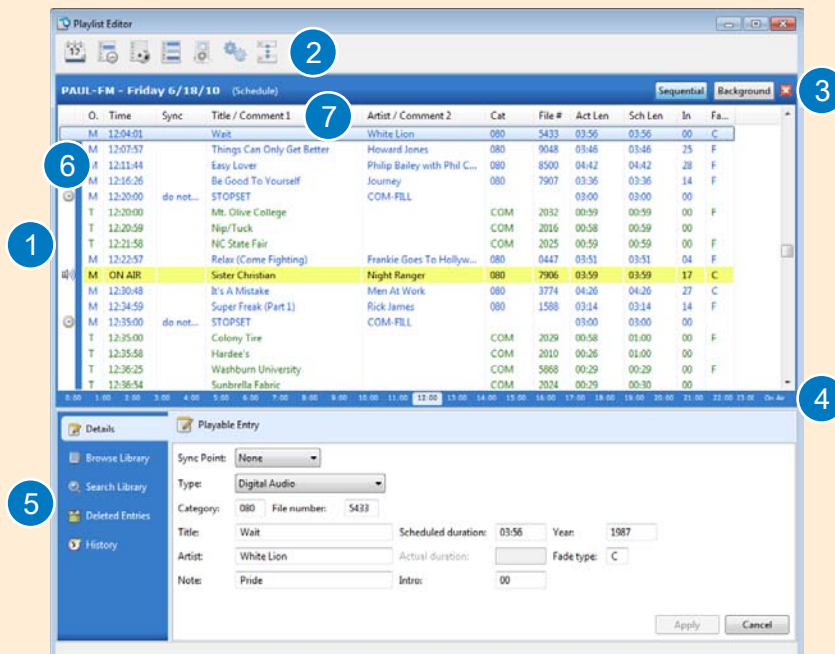 Playlist Editor
12
2
PAUL-FM - Friday 6/18/10 (Schedule) Sequential Background
3
7
O. Time Sync Title / Comment 1 Artist / Comment 2 Cat File # Act Len Sch Len In Fa...
M 12:04:01 Wait White Lion 080 5433 03:56 03:56 00 C
M 12:07:57 Things Can Only Get Better Howard Jones 080 9048 03:46 03:46 25 F
6
M 12:11:44 Easy Lover Philip Bailey with Phil C... 080 8500 04:42 04:42 28 F
M 12:16:26 Be Good To Yourself Journey 080 7907 03:36 03:36 14 F
M 12:20:00 do not... STOPSET COM-FILL 03:00 03:00 00
T 12:20:00 Mt. Olive College COM 2032 00:59 00:59 00 F
T 12:20:59 Nip/Tuck COM 2016 00:58 00:59 00
1
T 12:21:58 NC State Fair COM 2025 00:59 00:59 00 F
M 12:22:57 Relax (Come Fighting) Frankie Goes To Hollyw... 080 0447 03:51 03:51 04 F
M ON AIR Sister Christian Night Ranger 080 7906 03:59 03:59 17 C
M 12:30:48 It's A Mistake Men At Work 080 3774 04:26 04:26 27 C
M 12:34:59 Super Freak (Part 1) Rick James 080 1588 03:14 03:14 14 F
M 12:35:00 do not... STOPSET COM-FILL 03:00 03:00 00
T 12:35:00 Colony Tire COM 2029 00:58 01:00 00 F
T 12:35:58 Hardee's COM 2010 00:26 01:00 00
T 12:36:25 Washburn University COM 5868 00:29 00:29 00 F
T 12:36:54 Sunbrella Fabric COM 2024 00:29 00:30 00
0:00 1:00 2:00 3:00 4:00 5:00 6:00 7:00 8:00 9:00 10:00 11:00 12:00 13:00 14:00 15:00 16:00 17:00 18:00 19:00 20:00 21:00 22:00 23:00 On Air
4
Details
Playable Entry
Browse Library
Search Library
5
Deleted Entries
History
Sync Point: None
Type: Digital Audio
Category: 080 File number: 5433
Title: Wait Scheduled duration: 03:56 Year: 1987
Artist: White Lion Actual duration: Fade type: C
Note: Pride Intro: 00
Apply Cancel